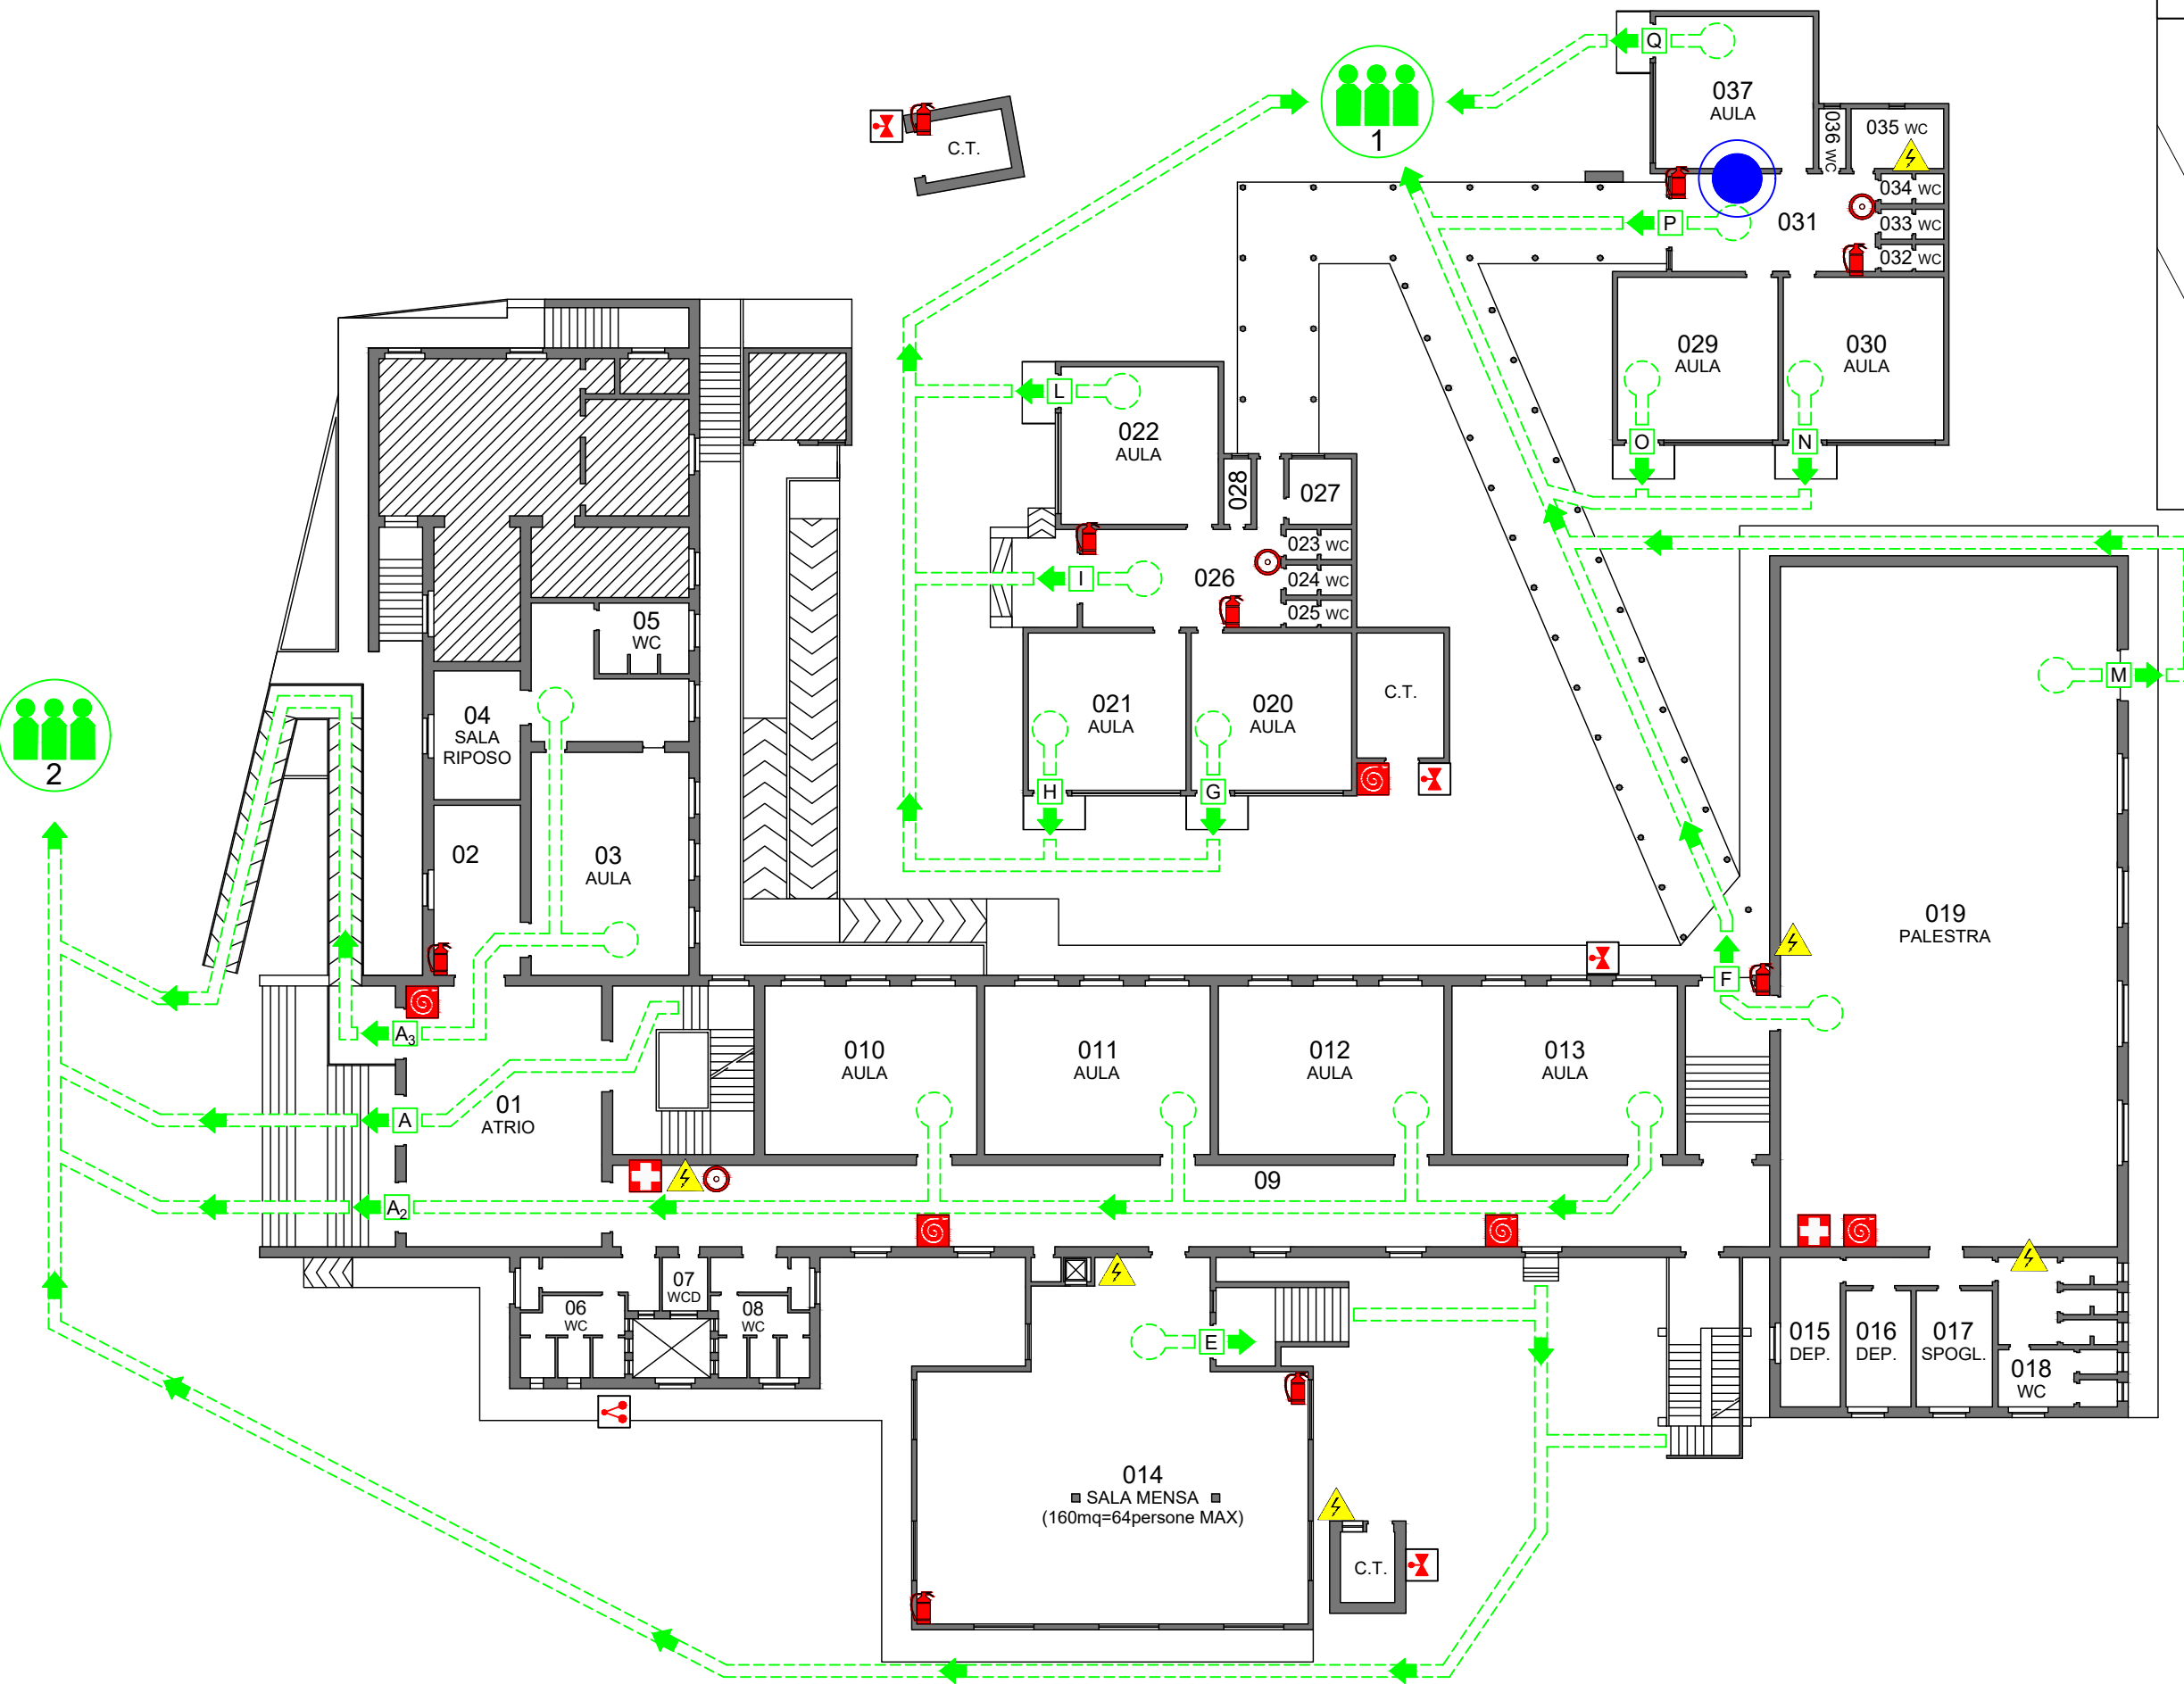 Q
037
AULA
036 WC
035 WC
1
C.T.
034 WC
P
031
033 WC
032 WC
029
AULA
030
AULA
L
022
AULA
O
N
028
027
023 WC
I
026
024 WC
025 WC
05
WC
M
04
SALA
RIPOSO
021
AULA
020
AULA
C.T.
2
H
G
02
03
AULA
019
PALESTRA
F
A3
010
AULA
011
AULA
012
AULA
013
AULA
A
01
ATRIO
09
A2
07
WCD
06
WC
08
WC
E
015
DEP.
016
DEP.
017
SPOGL.
018
WC
014
SALA MENSA
(160mq=64persone MAX)
C.T.